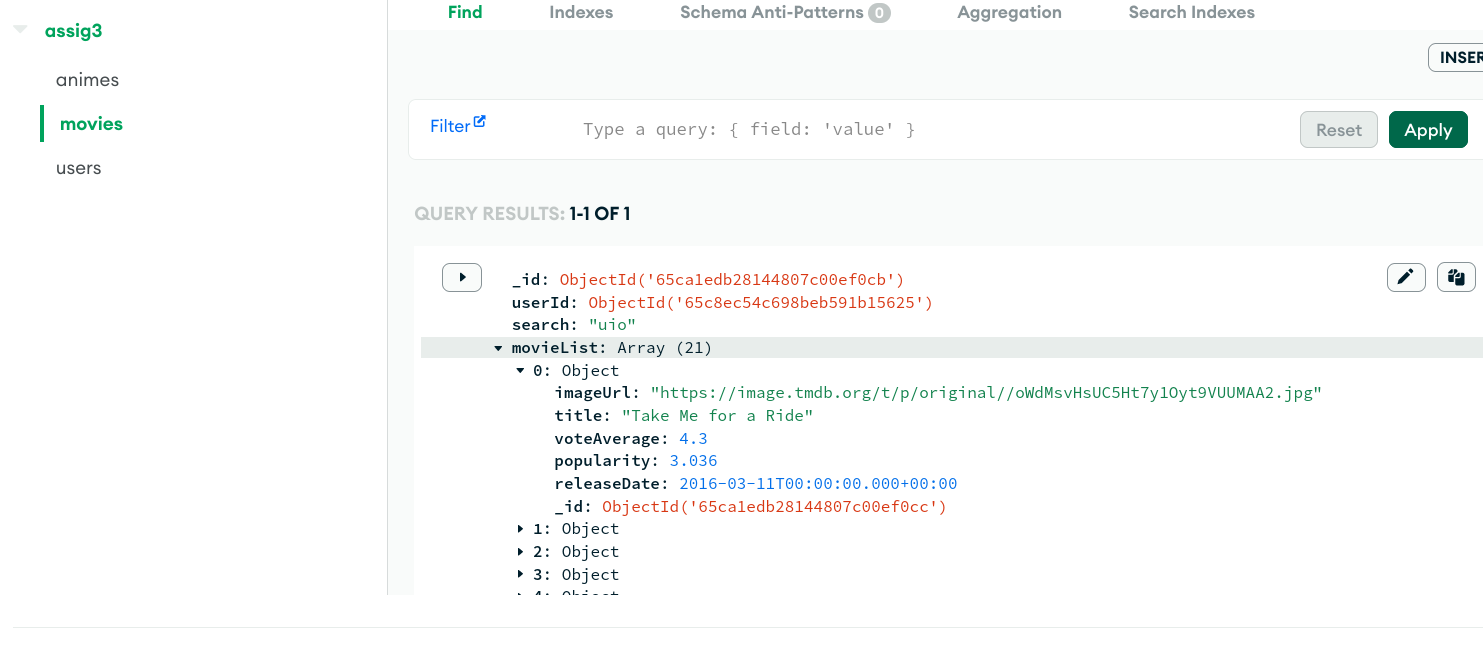 assig3
animes
movies
users
Find Indexes Schema Anti-Patterns 0 Aggregation Search Indexes
INSER
Filter Type a query: { field: 'value' } Reset Apply
QUERY RESULTS: 1-1 OF 1
_id: ObjectId('65ca1edb28144807c00ef0cb')
userId: ObjectId('65c8ec54c698beb591b15625')
search: "uio"
movieList: Array (21)
0: Object
imageUrl: "https://image.tmdb.org/t/p/original//oWdMsvHsUC5Ht7y1Oyt9VUUMAA2.jpg"
title: "Take Me for a Ride"
voteAverage: 4.3
popularity: 3.036
releaseDate: 2016-03-11T00:00:00.000+00:00
_id: ObjectId('65ca1edb28144807c00ef0cc')
1: Object
2: Object
3: Object
4: Object